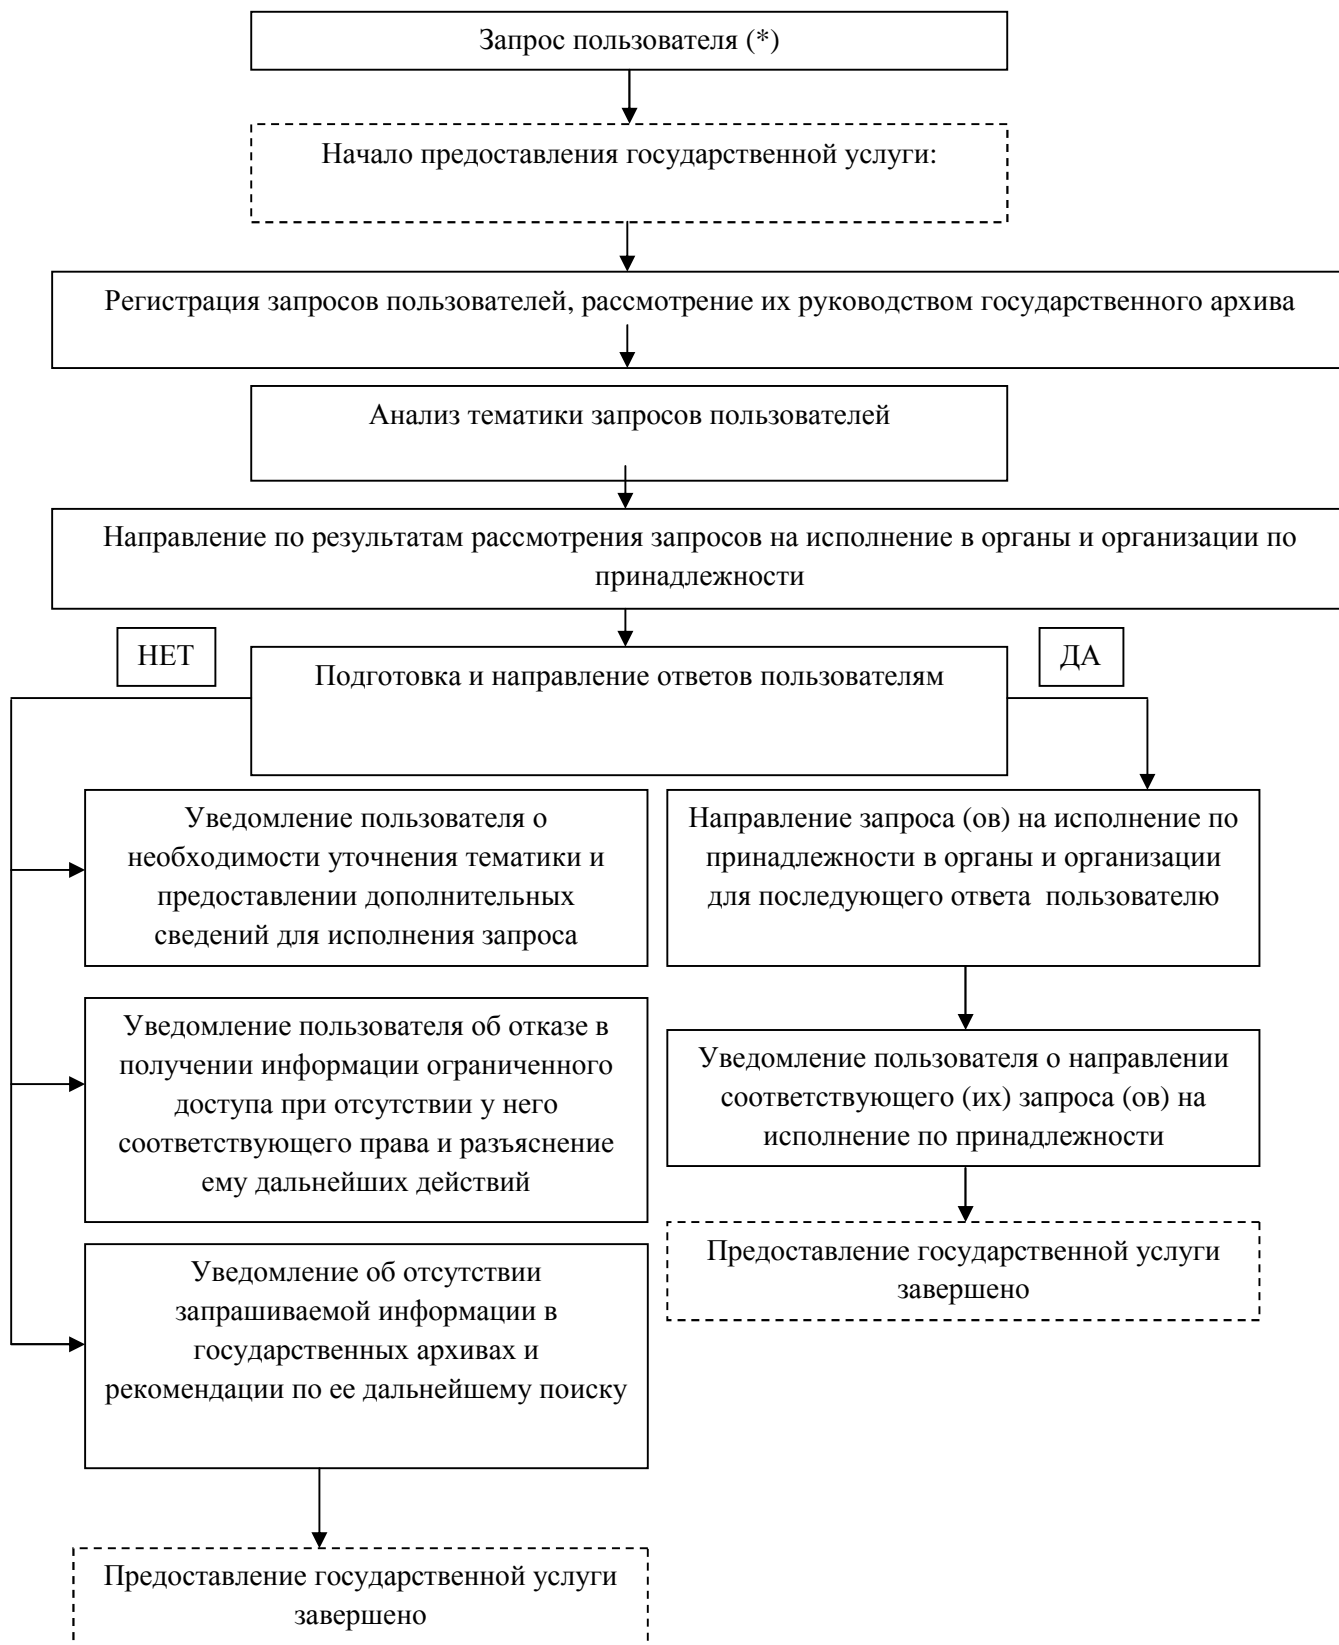 Запрос пользователя (*)
Начало предоставления государственной услуги:
Регистрация запросов пользователей, рассмотрение их руководством государственного архива
Анализ тематики запросов пользователей
Направление по результатам рассмотрения запросов на исполнение в органы и организации по
принадлежности
НЕТ
ДА
Подготовка и направление ответов пользователям
Уведомление пользователя о
необходимости уточнения тематики и
предоставлении дополнительных
сведений для исполнения запроса
Направление запроса (ов) на исполнение по
принадлежности в органы и организации
для последующего ответа  пользователю
Уведомление пользователя об отказе в
получении информации ограниченного
доступа при отсутствии у него
соответствующего права и разъяснение
ему дальнейших действий
Уведомление пользователя о направлении
соответствующего (их) запроса (ов) на
исполнение по принадлежности
Предоставление государственной услуги
завершено
Уведомление об отсутствии
запрашиваемой информации в
государственных архивах и
рекомендации по ее дальнейшему поиску
Предоставление государственной услуги
завершено